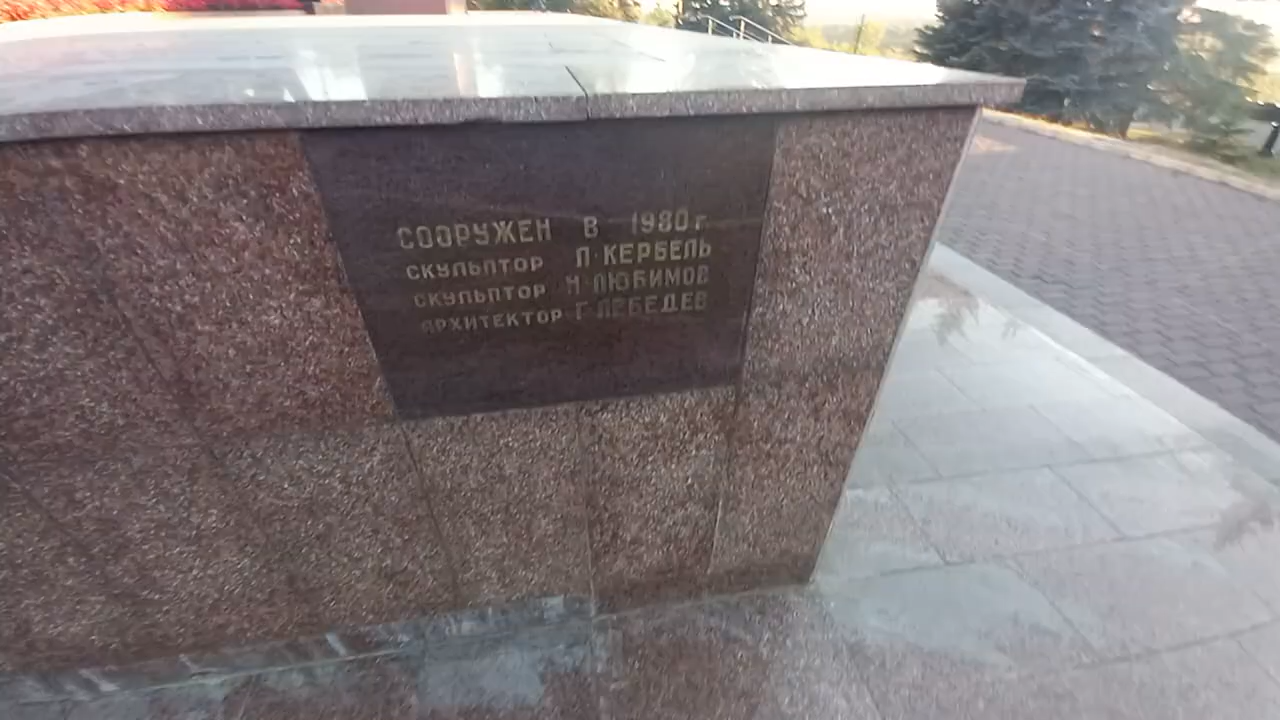 СООРУЖЕН В 1980 г.
СКУЛЬПТОР Л·КЕРБЕЛЬ
СКУЛЬПТОР Н·ЛЮБИМОВ
АРХИТЕКТОР Г·ЛЕБЕДЕВ